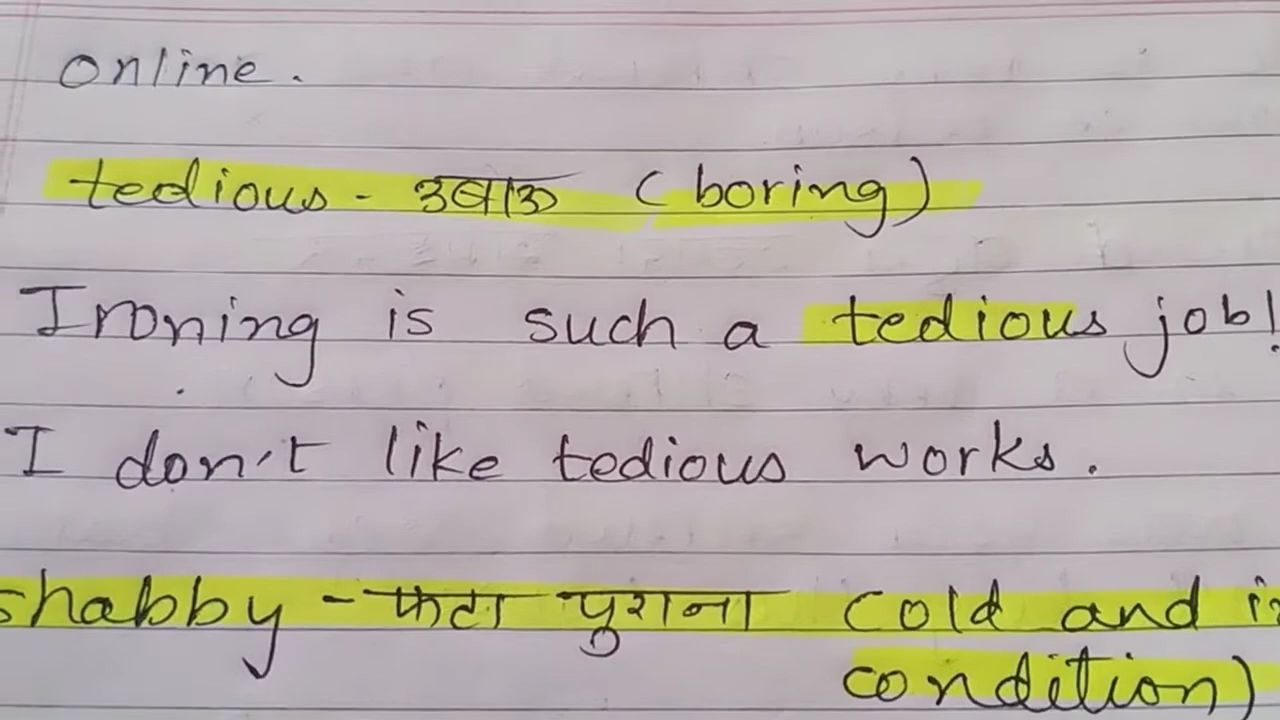 online.
tedious - उबाऊ (boring)
Ironing is such a tedious job!
I don't like tedious works.
shabby - फटा पुराना (old and
condition)